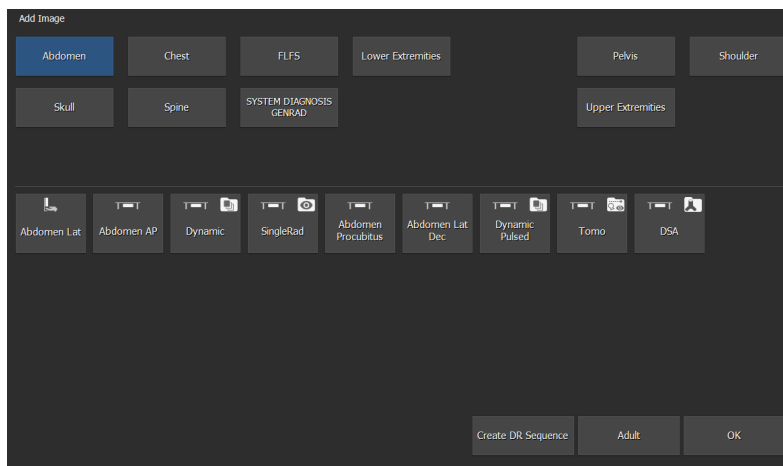 Add Image
Abdomen
Chest
FLFS
Lower Extremities
Pelvis
Shoulder
Skull
Spine
SYSTEM DIAGNOSIS
GENRAD
Upper Extremities
Abdomen Lat
Abdomen AP
Dynamic
SingleRad
Abdomen
Procubitus
Abdomen Lat
Dec
Dynamic
Pulsed
Tomo
DSA
Create DR Sequence
Adult
OK